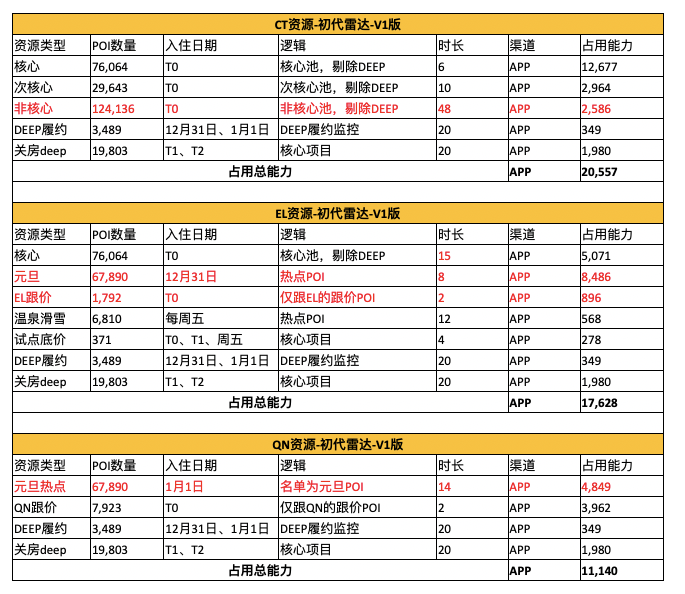 CT资源-初代雷达-V1版
资源类型 POI数量 入住日期 逻辑 时长 渠道 占用能力
核心 76,064 T0 核心池，剔除DEEP 6 APP 12,677
次核心 29,643 T0 次核心池，剔除DEEP 10 APP 2,964
非核心 124,136 T0 非核心池，剔除DEEP 48 APP 2,586
DEEP履约 3,489 12月31日、1月1日 DEEP履约监控 20 APP 349
关房deep 19,803 T1、T2 核心项目 20 APP 1,980
占用总能力 APP 20,557
EL资源-初代雷达-V1版
资源类型 POI数量 入住日期 逻辑 时长 渠道 占用能力
核心 76,064 T0 核心池，剔除DEEP 15 APP 5,071
元旦 67,890 12月31日 热点POI 8 APP 8,486
EL跟价 1,792 T0 仅跟EL的跟价POI 2 APP 896
温泉滑雪 6,810 每周五 热点POI 12 APP 568
试点底价 371 T0、T1、周五 核心项目 4 APP 278
DEEP履约 3,489 12月31日、1月1日 DEEP履约监控 20 APP 349
关房deep 19,803 T1、T2 核心项目 20 APP 1,980
占用总能力 APP 17,628
QN资源-初代雷达-V1版
资源类型 POI数量 入住日期 逻辑 时长 渠道 占用能力
元旦热点 67,890 1月1日 名单为元旦POI 14 APP 4,849
QN跟价 7,923 T0 仅跟QN的跟价POI 2 APP 3,962
DEEP履约 3,489 12月31日、1月1日 DEEP履约监控 20 APP 349
关房deep 19,803 T1、T2 核心项目 20 APP 1,980
占用总能力 APP 11,140